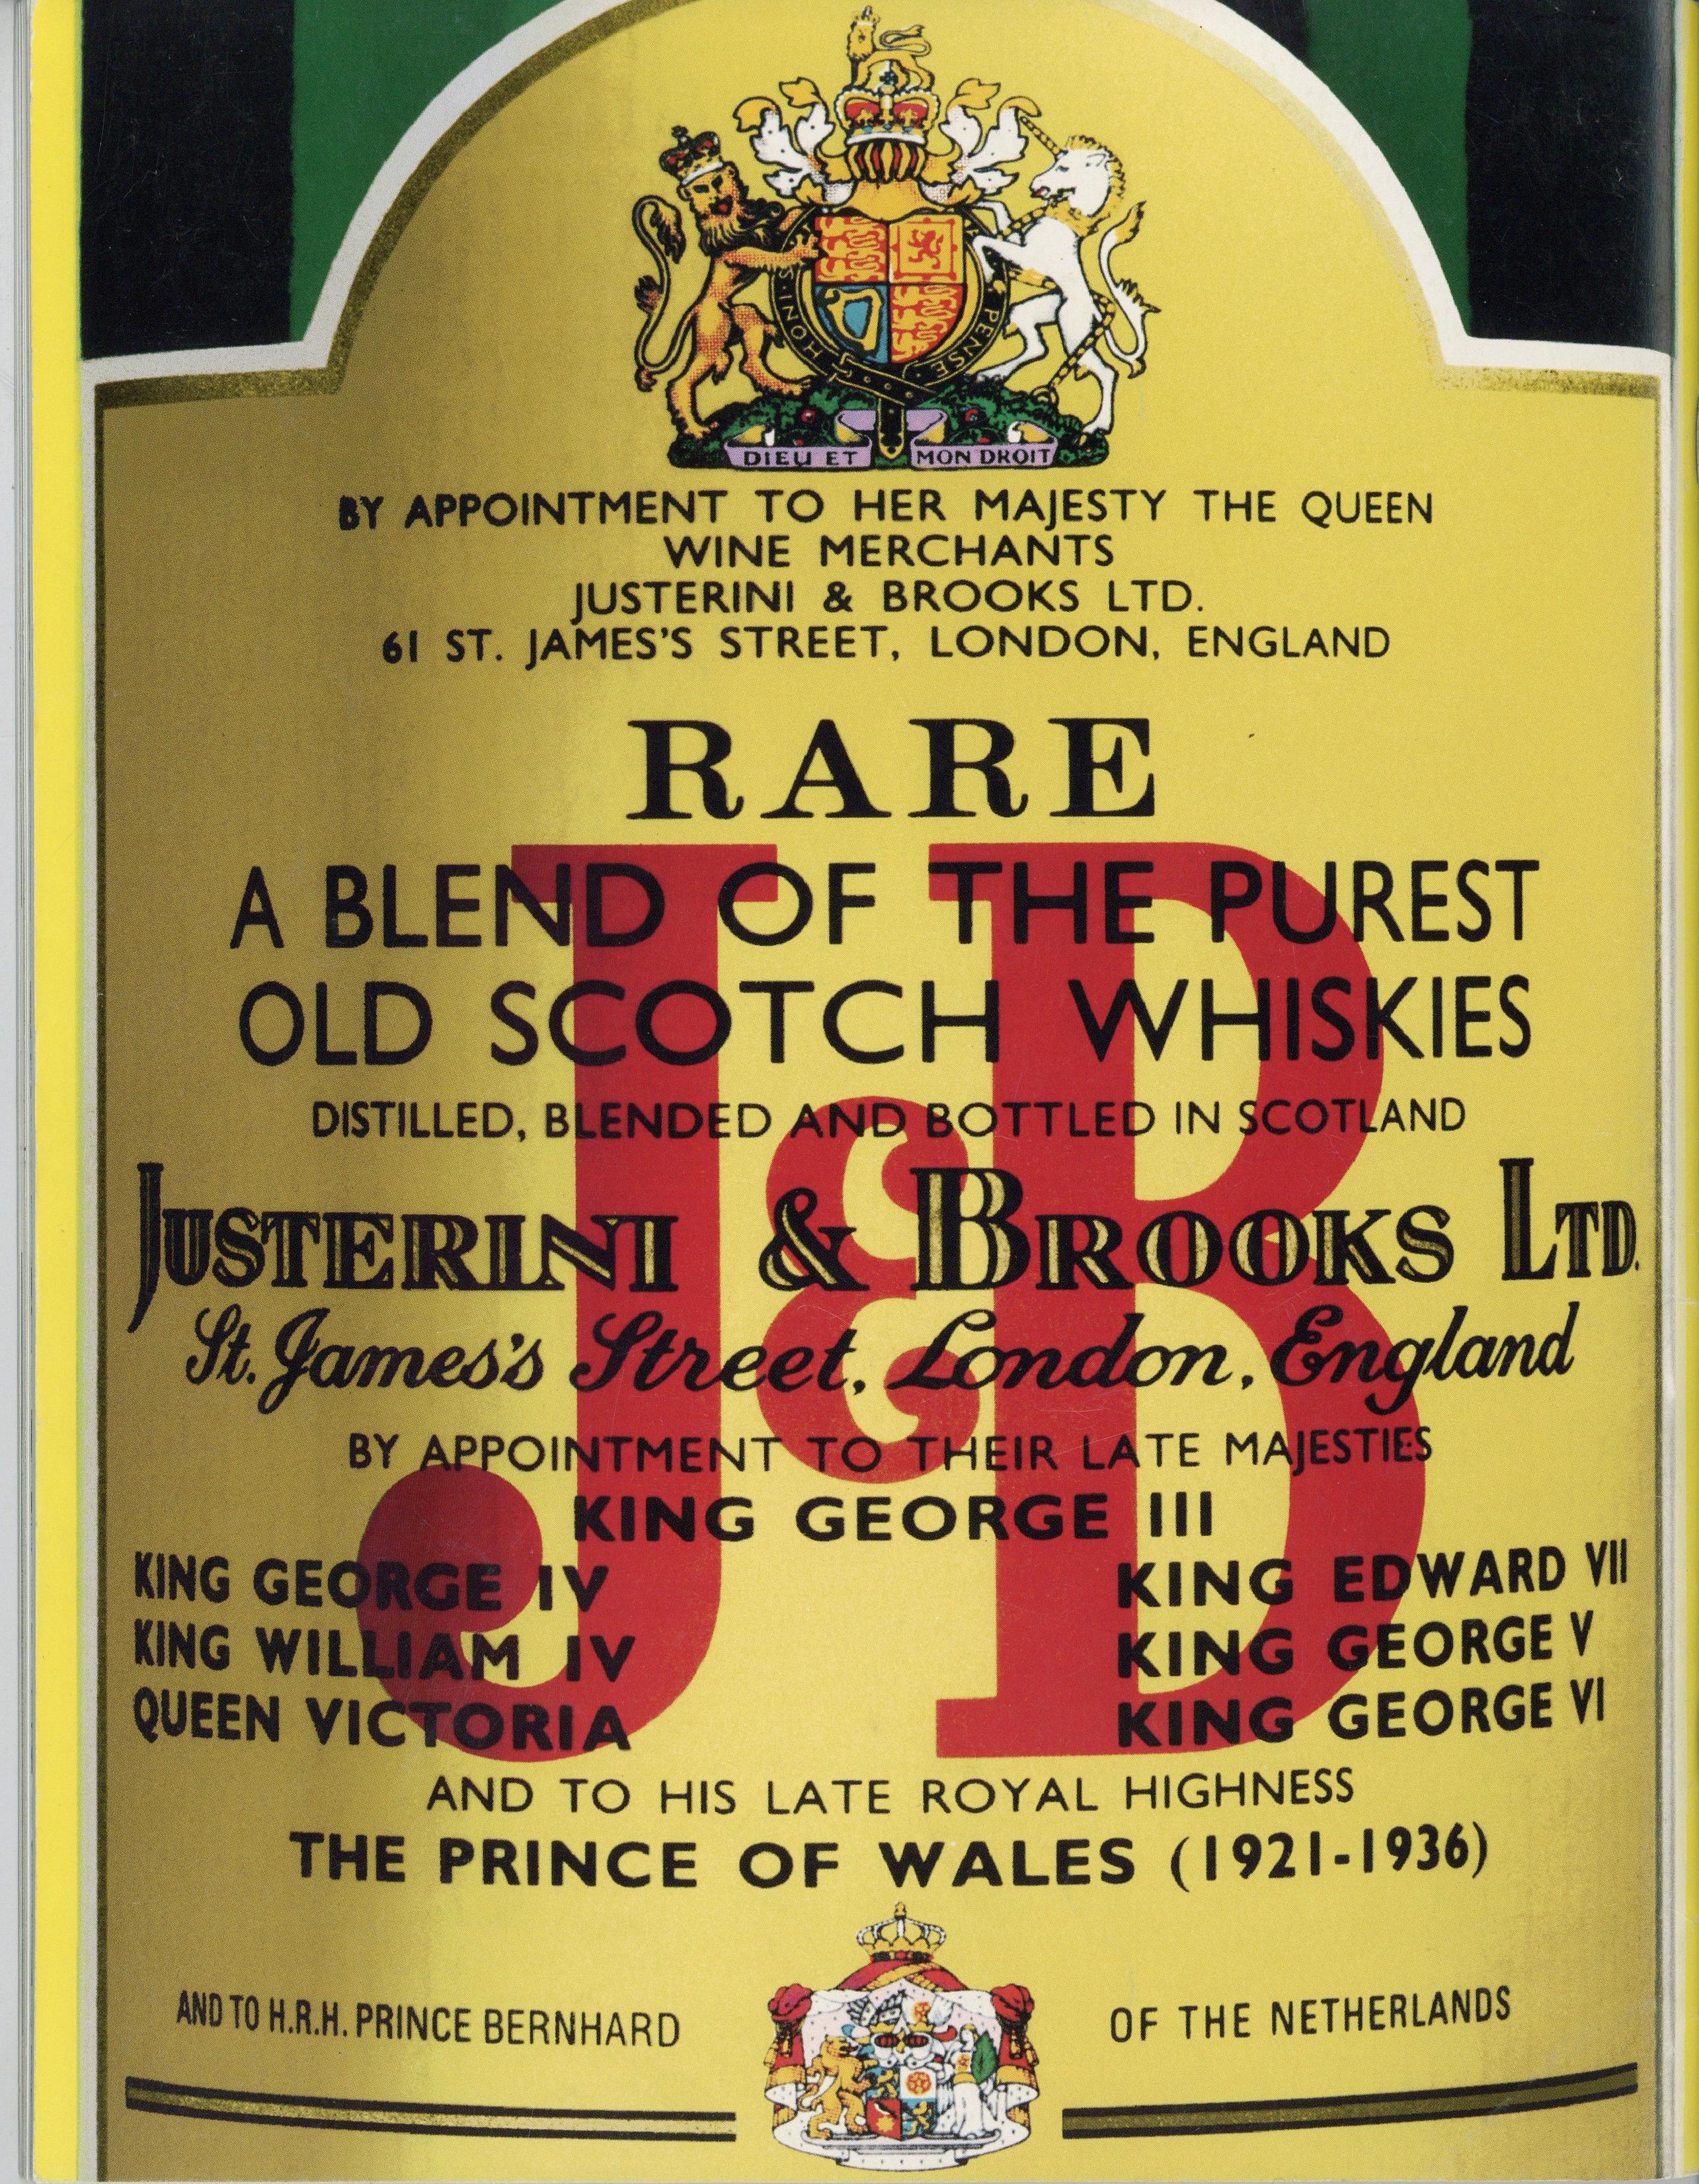 HONI
PENSE
DIEU ET MON DROIT
BY APPOINTMENT TO HER MAJESTY THE QUEEN
WINE MERCHANTS
JUSTERINI & BROOKS LTD.
61 ST. JAMES'S STREET, LONDON, ENGLAND
RARE
J&B
A BLEND OF THE PUREST
OLD SCOTCH WHISKIES
DISTILLED, BLENDED AND BOTTLED IN SCOTLAND
JUSTERINI & BROOKS LTD.
St. James's Street, London, England
BY APPOINTMENT TO THEIR LATE MAJESTIES
KING GEORGE III
KING GEORGE IV KING EDWARD VII
KING WILLIAM IV KING GEORGE V
QUEEN VICTORIA KING GEORGE VI
AND TO HIS LATE ROYAL HIGHNESS
THE PRINCE OF WALES (1921-1936)
AND TO H.R.H. PRINCE BERNHARD OF THE NETHERLANDS